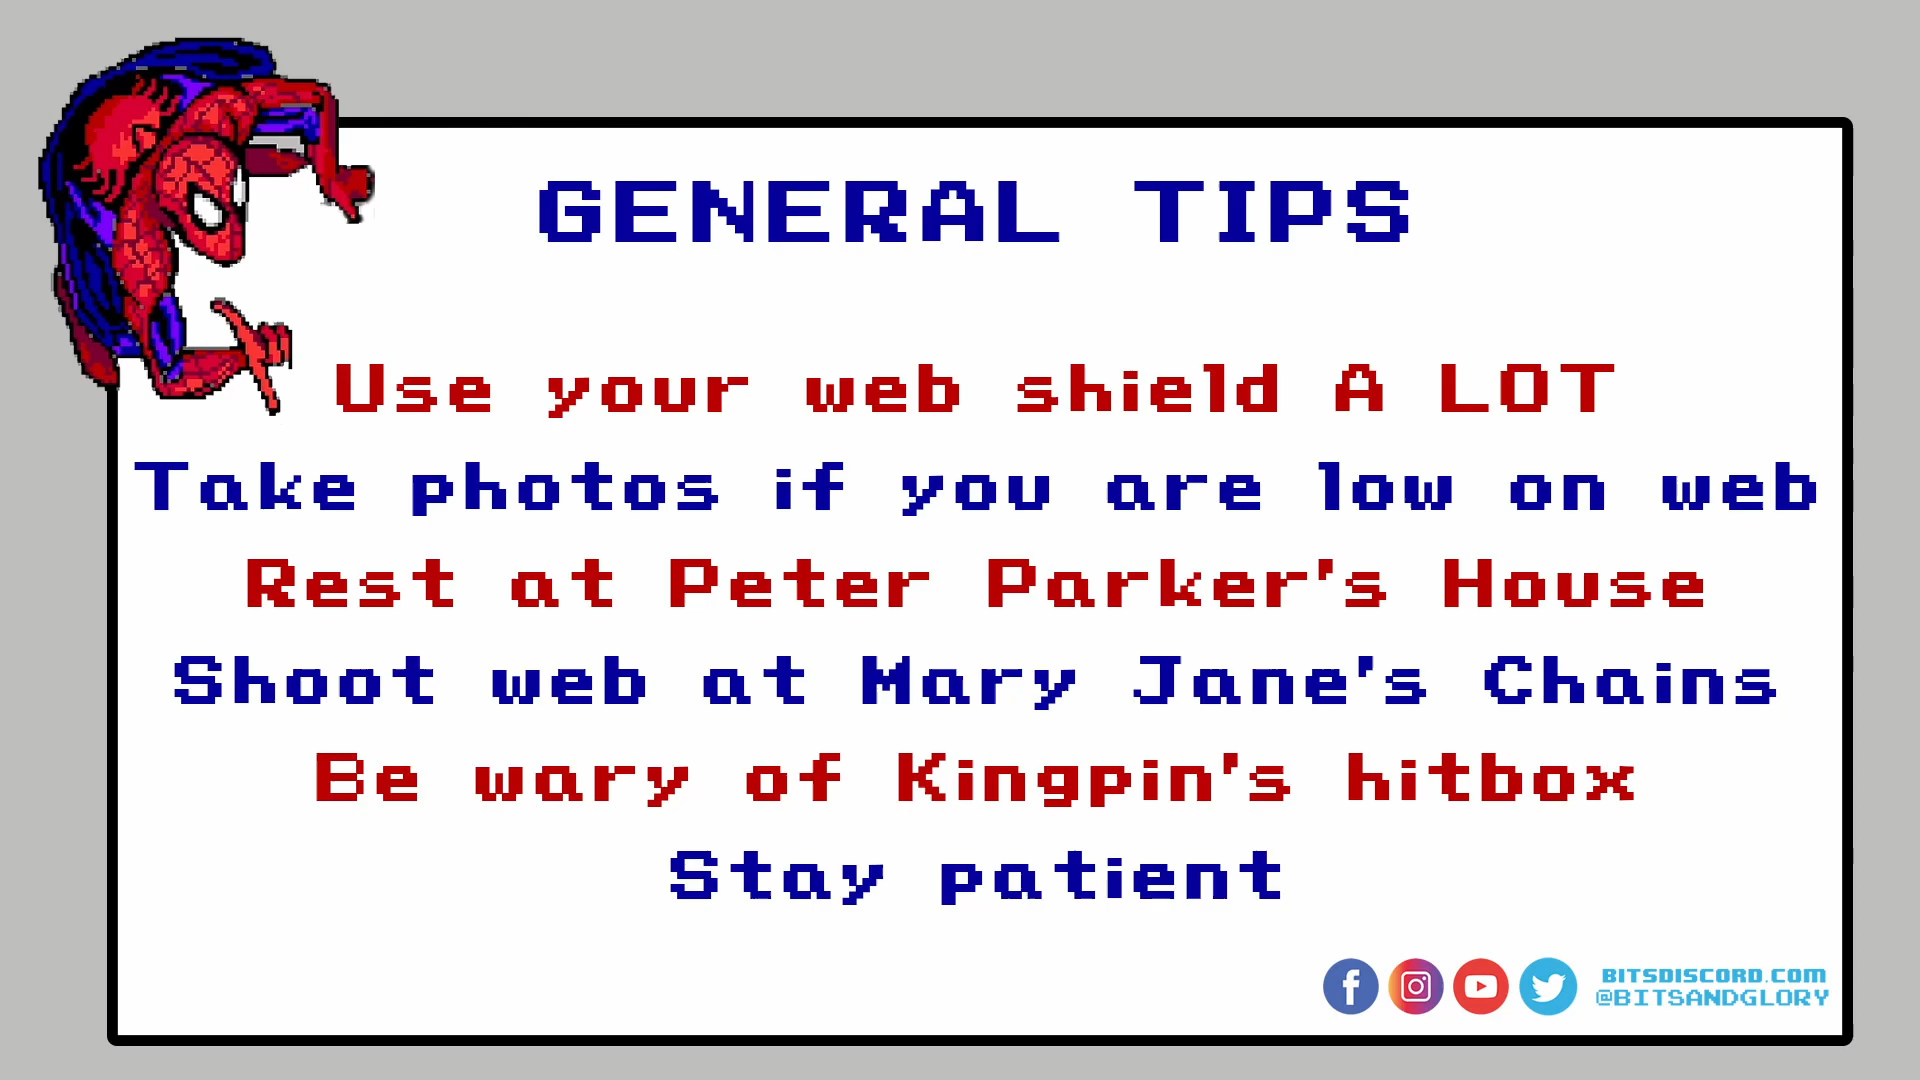 GENERAL TIPS
Use your web shield A LOT
Take photos if you are low on web
Rest at Peter Parker's House
Shoot web at Mary Jane's Chains
Be wary of Kingpin's hitbox
Stay patient
BITSDISCORD.COM
@BITSANDGLORY